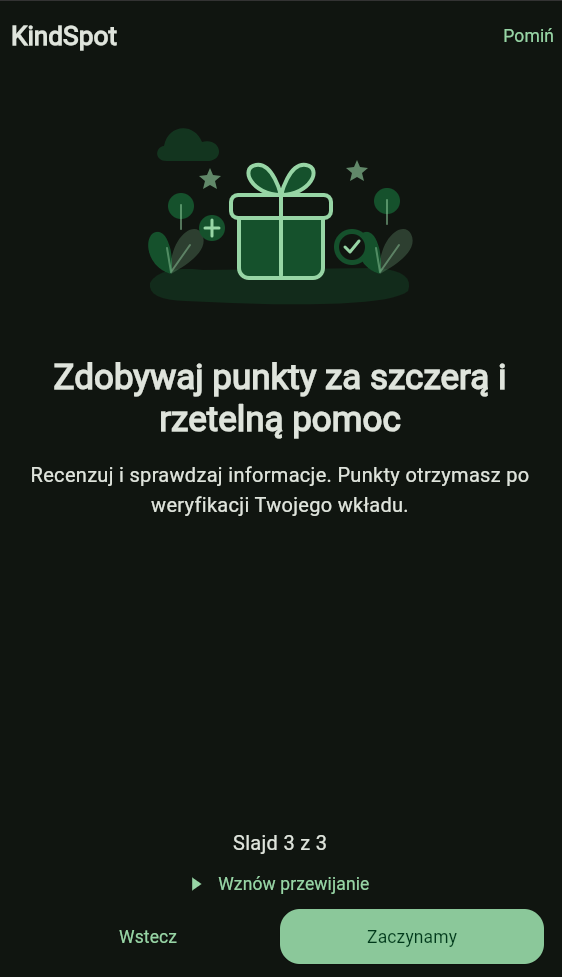 KindSpot
Pomiń
Zdobywaj punkty za szczerą i
rzetelną pomoc
Recenzuj i sprawdzaj informacje. Punkty otrzymasz po
weryfikacji Twojego wkładu.
Slajd 3 z 3
Wznów przewijanie
Wstecz
Zaczynamy